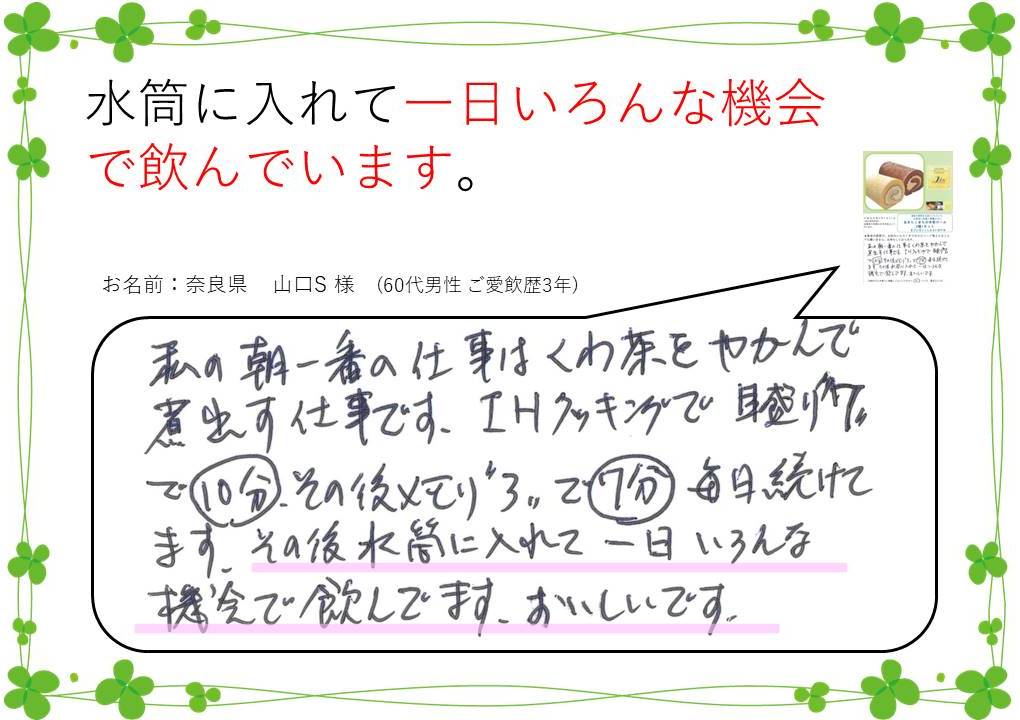 水筒に入れて一日いろんな機会
で飲んでいます。
お名前：奈良県　山口S 様　(60代男性 ご愛飲歴3年)
私の朝一番の仕事はくわ茶をやかんで
煮出す仕事です。IHクッキングで目盛り
で10分、その後メモリ"3"で7分 毎日続けて
ます。その後水筒に入れて一日いろんな
機会で飲んでます。おいしいです。